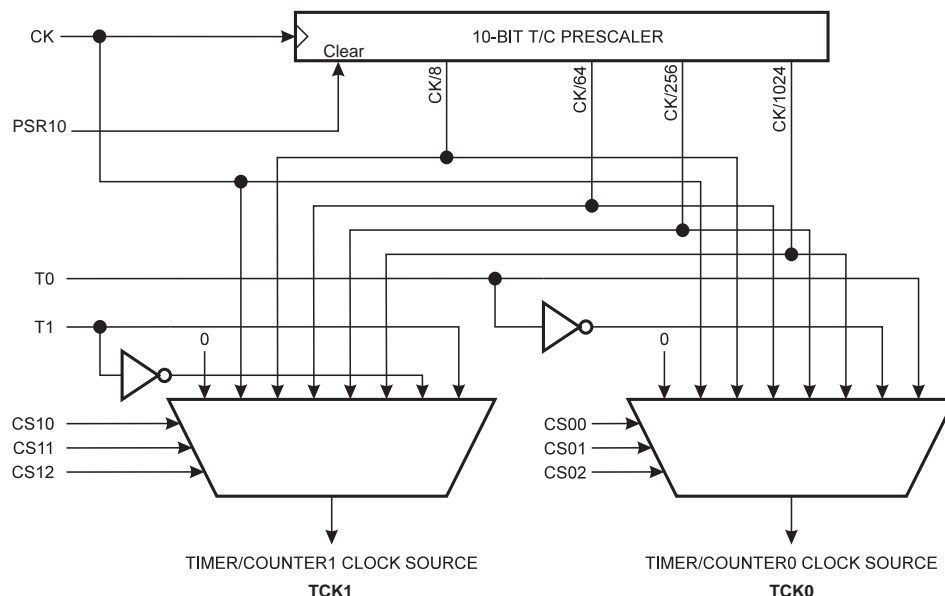 CK
10-BIT T/C PRESCALER
Clear
CK/8
CK/64
CK/256
CK/1024
PSR10
T0
T1
0
0
CS10
CS11
CS12
CS00
CS01
CS02
TIMER/COUNTER1 CLOCK SOURCE
TCK1
TIMER/COUNTER0 CLOCK SOURCE
TCK0